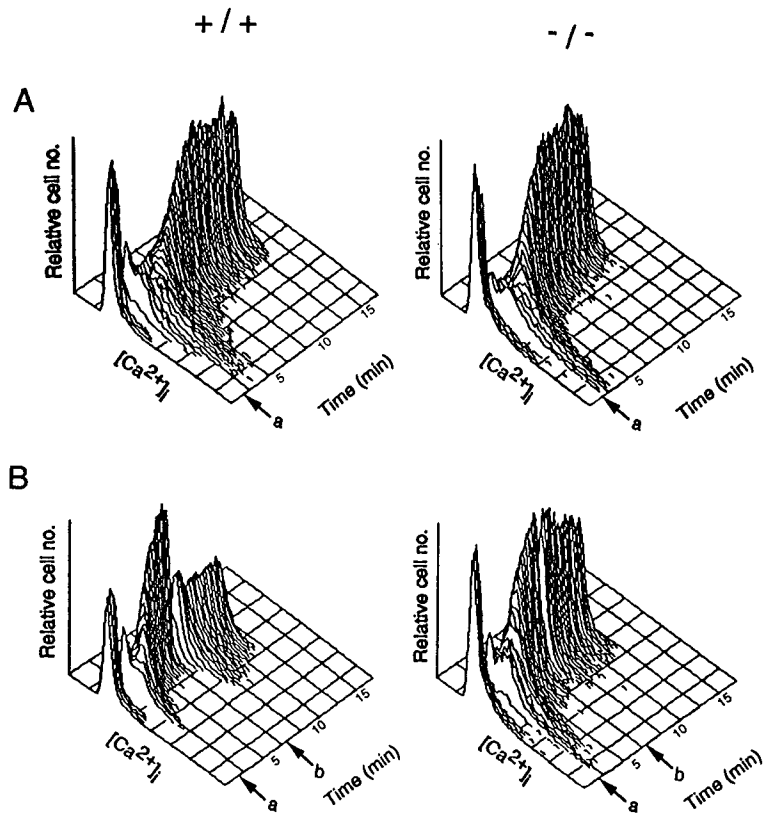 + / +
- / -
A
Relative cell no.
[Ca2+]i
Time (min)
5
10
15
a
Relative cell no.
[Ca2+]i
Time (min)
5
10
15
a
B
Relative cell no.
[Ca2+]i
Time (min)
5
10
15
a
b
Relative cell no.
[Ca2+]i
Time (min)
5
10
15
a
b